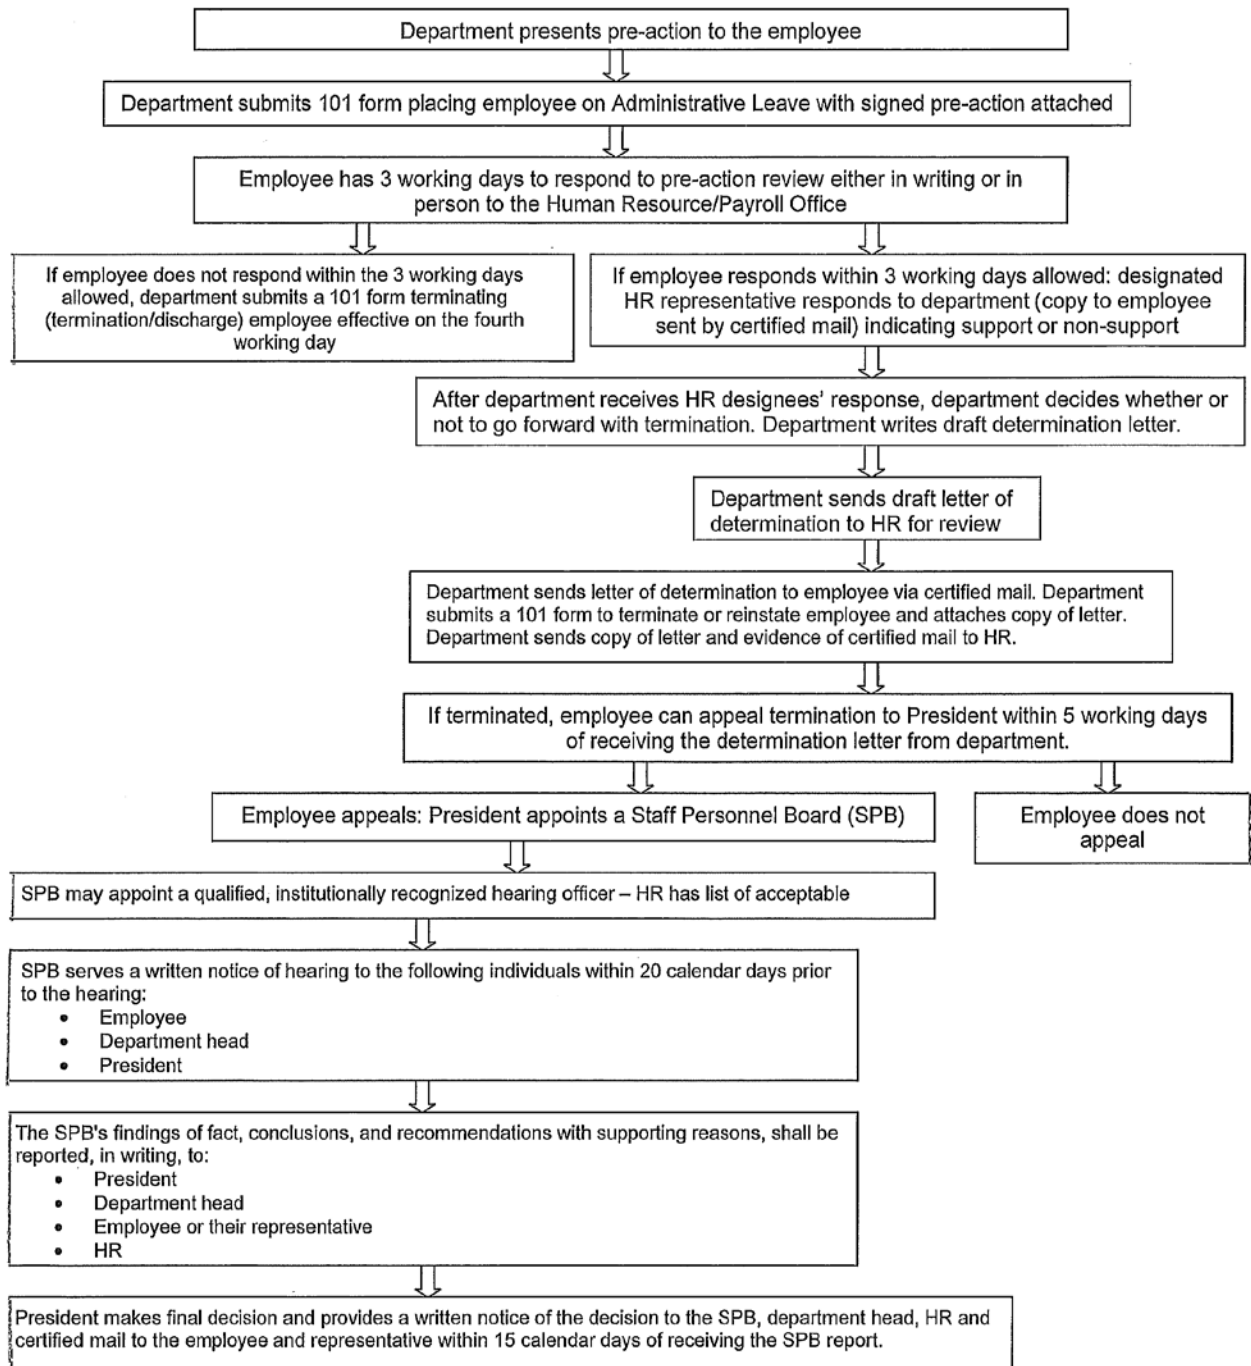 Department presents pre-action to the employee
Department submits 101 form placing employee on Administrative Leave with signed pre-action attached
Employee has 3 working days to respond to pre-action review either in writing or in
person to the Human Resource/Payroll Office
If employee does not respond within the 3 working days
allowed, department submits a 101 form terminating
(termination/discharge) employee effective on the fourth
working day
If employee responds within 3 working days allowed: designated
HR representative responds to department (copy to employee
sent by certified mail) indicating support or non-support
After department receives HR designees' response, department decides whether or
not to go forward with termination. Department writes draft determination letter.
Department sends draft letter of
determination to HR for review
Department sends letter of determination to employee via certified mail. Department
submits a 101 form to terminate or reinstate employee and attaches copy of letter.
Department sends copy of letter and evidence of certified mail to HR.
If terminated, employee can appeal termination to President within 5 working days
of receiving the determination letter from department.
Employee appeals: President appoints a Staff Personnel Board (SPB)
Employee does not
appeal
SPB may appoint a qualified, institutionally recognized hearing officer – HR has list of acceptable
SPB serves a written notice of hearing to the following individuals within 20 calendar days prior
to the hearing:
• Employee
• Department head
• President
The SPB's findings of fact, conclusions, and recommendations with supporting reasons, shall be
reported, in writing, to:
• President
• Department head
• Employee or their representative
• HR
President makes final decision and provides a written notice of the decision to the SPB, department head, HR and
certified mail to the employee and representative within 15 calendar days of receiving the SPB report.